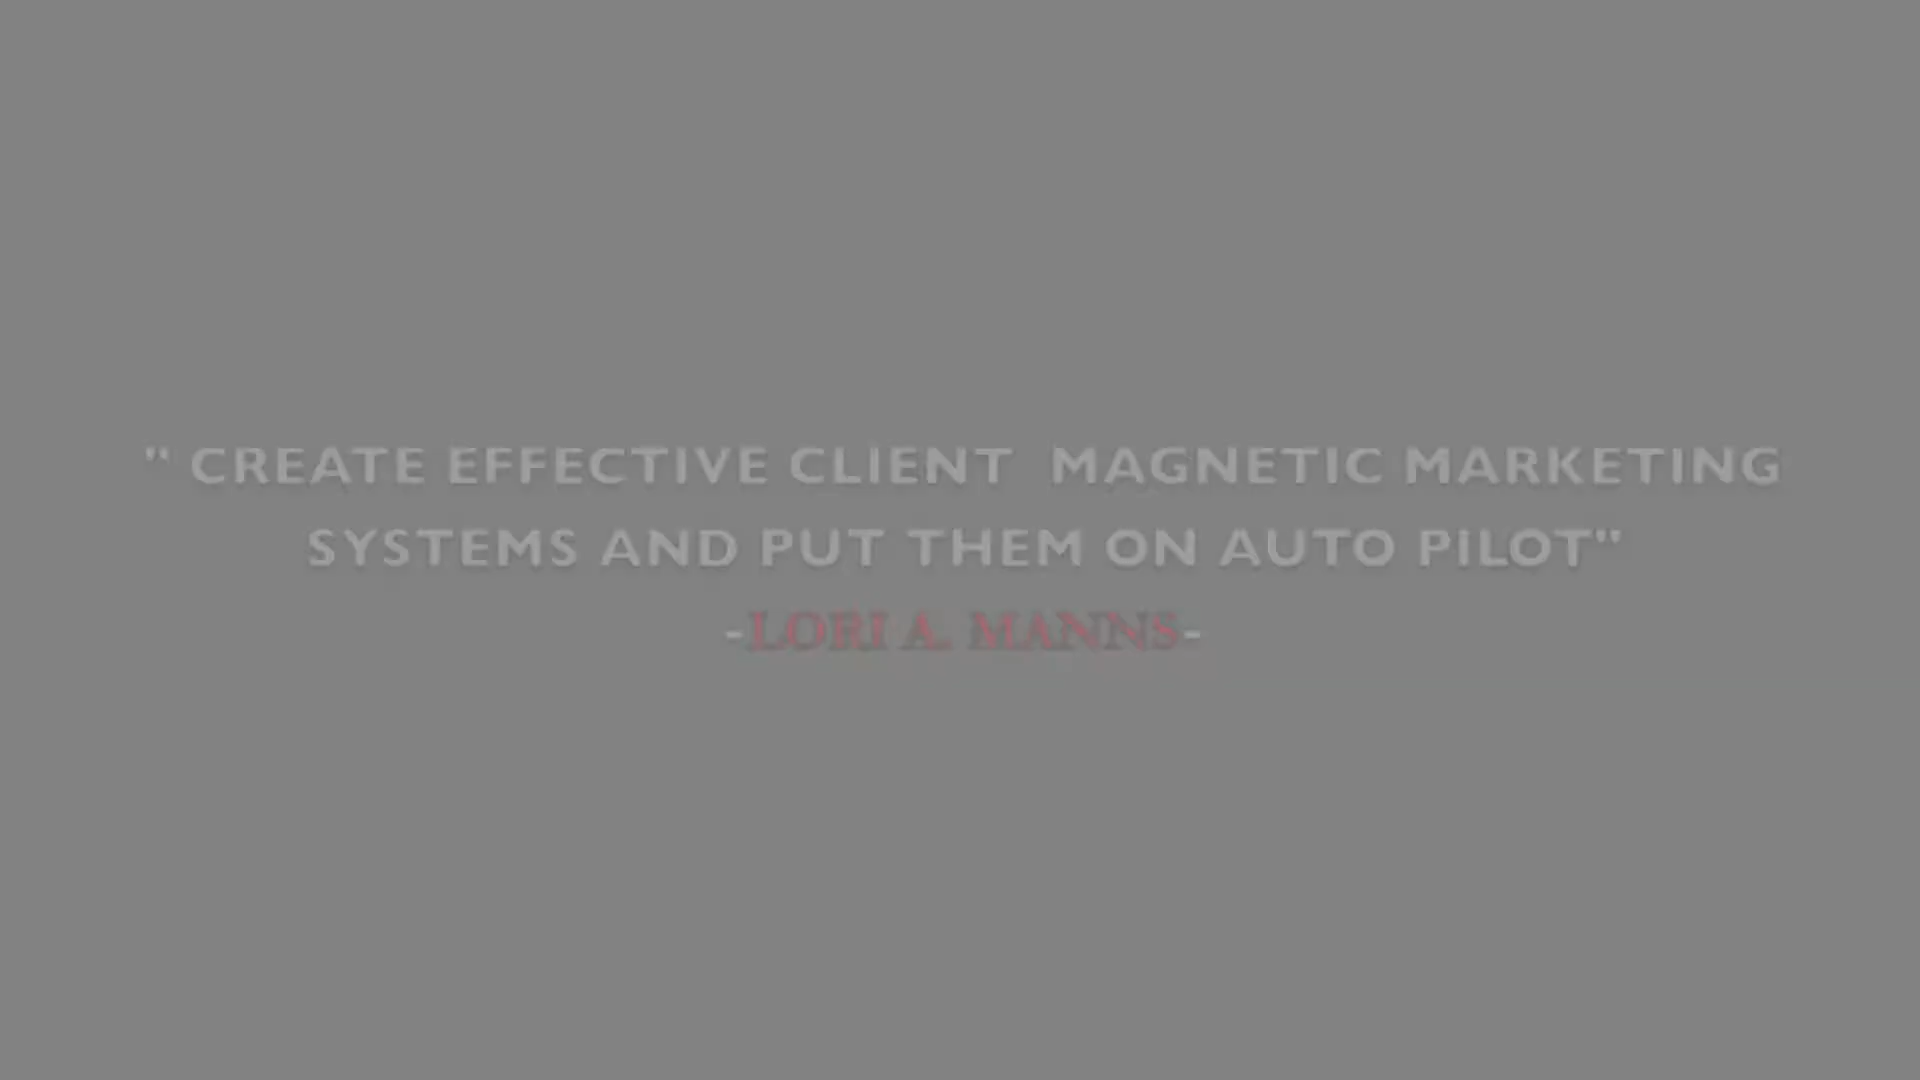 " CREATE EFFECTIVE CLIENT  MAGNETIC MARKETING
SYSTEMS AND PUT THEM ON AUTO PILOT"
-LORI A. MANNS-